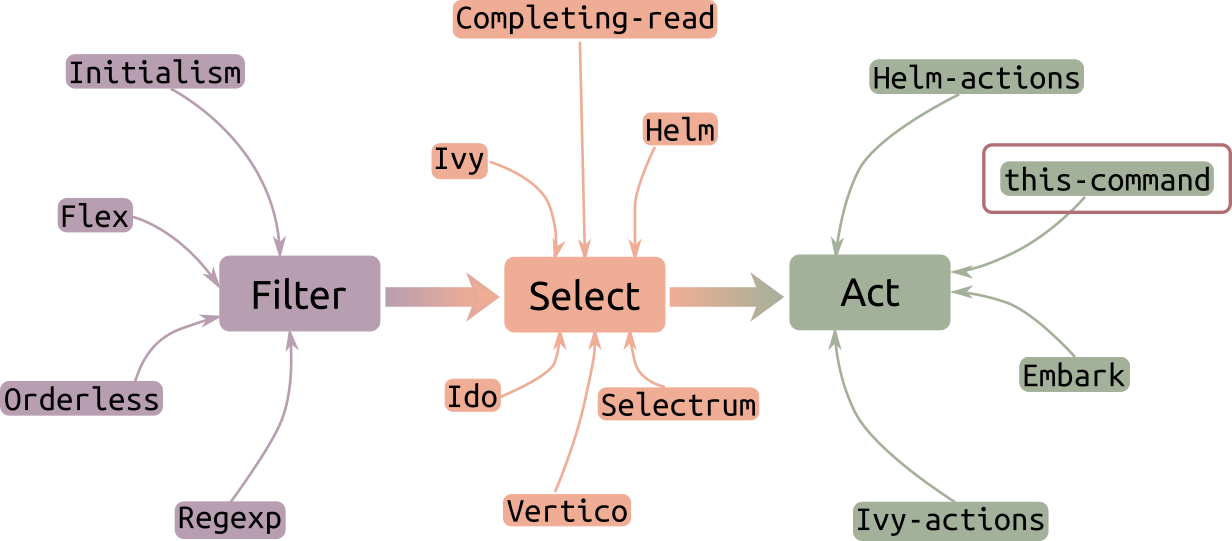 Completing-read
Initialism
Helm-actions
Helm
Ivy
this-command
Flex
Filter
Select
Act
Embark
Ido
Orderless
Selectrum
Vertico
Regexp
Ivy-actions